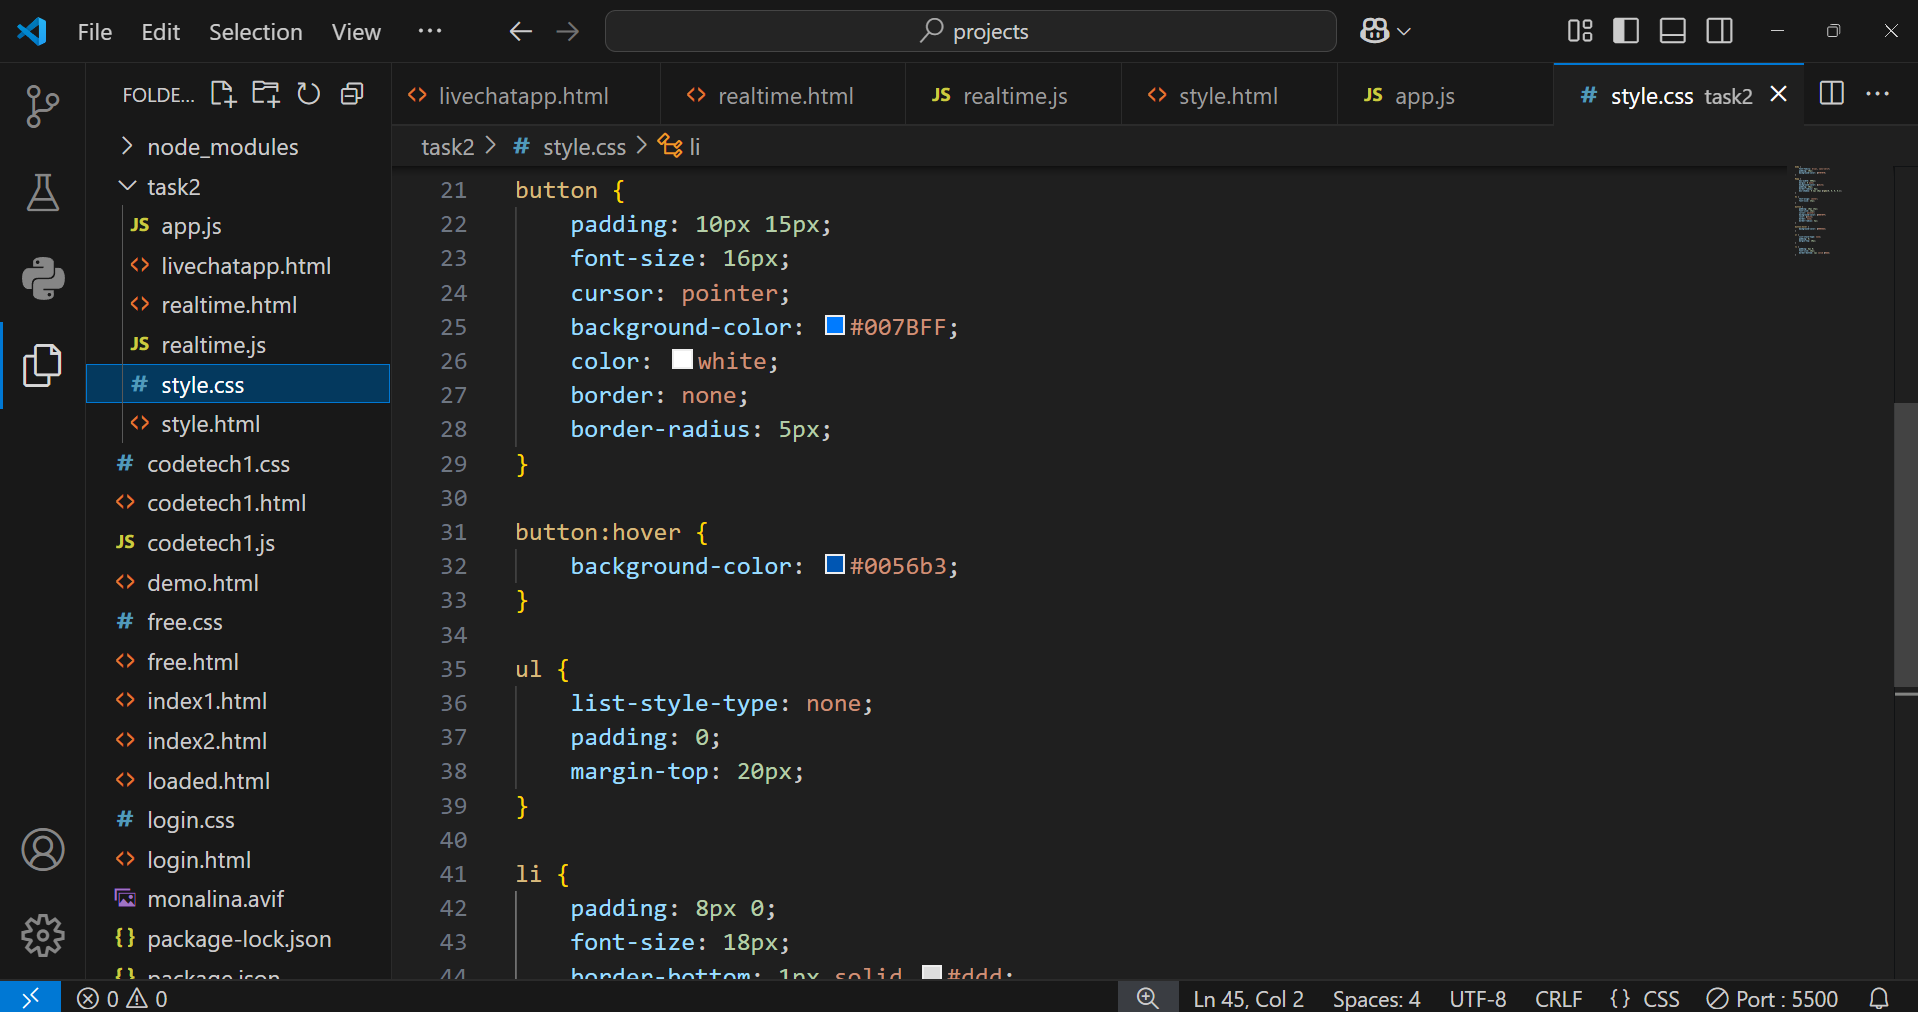 File Edit Selection View ··· projects
FOLDE...
node_modules
task2
JS app.js
<> livechatapp.html
<> realtime.html
JS realtime.js
# style.css
<> style.html
# codetech1.css
<> codetech1.html
JS codetech1.js
<> demo.html
# free.css
<> free.html
<> index1.html
<> index2.html
<> loaded.html
# login.css
<> login.html
monalina.avif
{} package-lock.json
{} package.json
<> livechatapp.html <> realtime.html JS realtime.js <> style.html JS app.js # style.css task2
task2 > # style.css > li
21 button {
22 padding: 10px 15px;
23 font-size: 16px;
24 cursor: pointer;
25 background-color: #007BFF;
26 color: white;
27 border: none;
28 border-radius: 5px;
29 }
30
31 button:hover {
32 background-color: #0056b3;
33 }
34
35 ul {
36 list-style-type: none;
37 padding: 0;
38 margin-top: 20px;
39 }
40
41 li {
42 padding: 8px 0;
43 font-size: 18px;
44 border-bottom: 1px solid #ddd;
0 0 Ln 45, Col 2 Spaces: 4 UTF-8 CRLF {} CSS Port : 5500